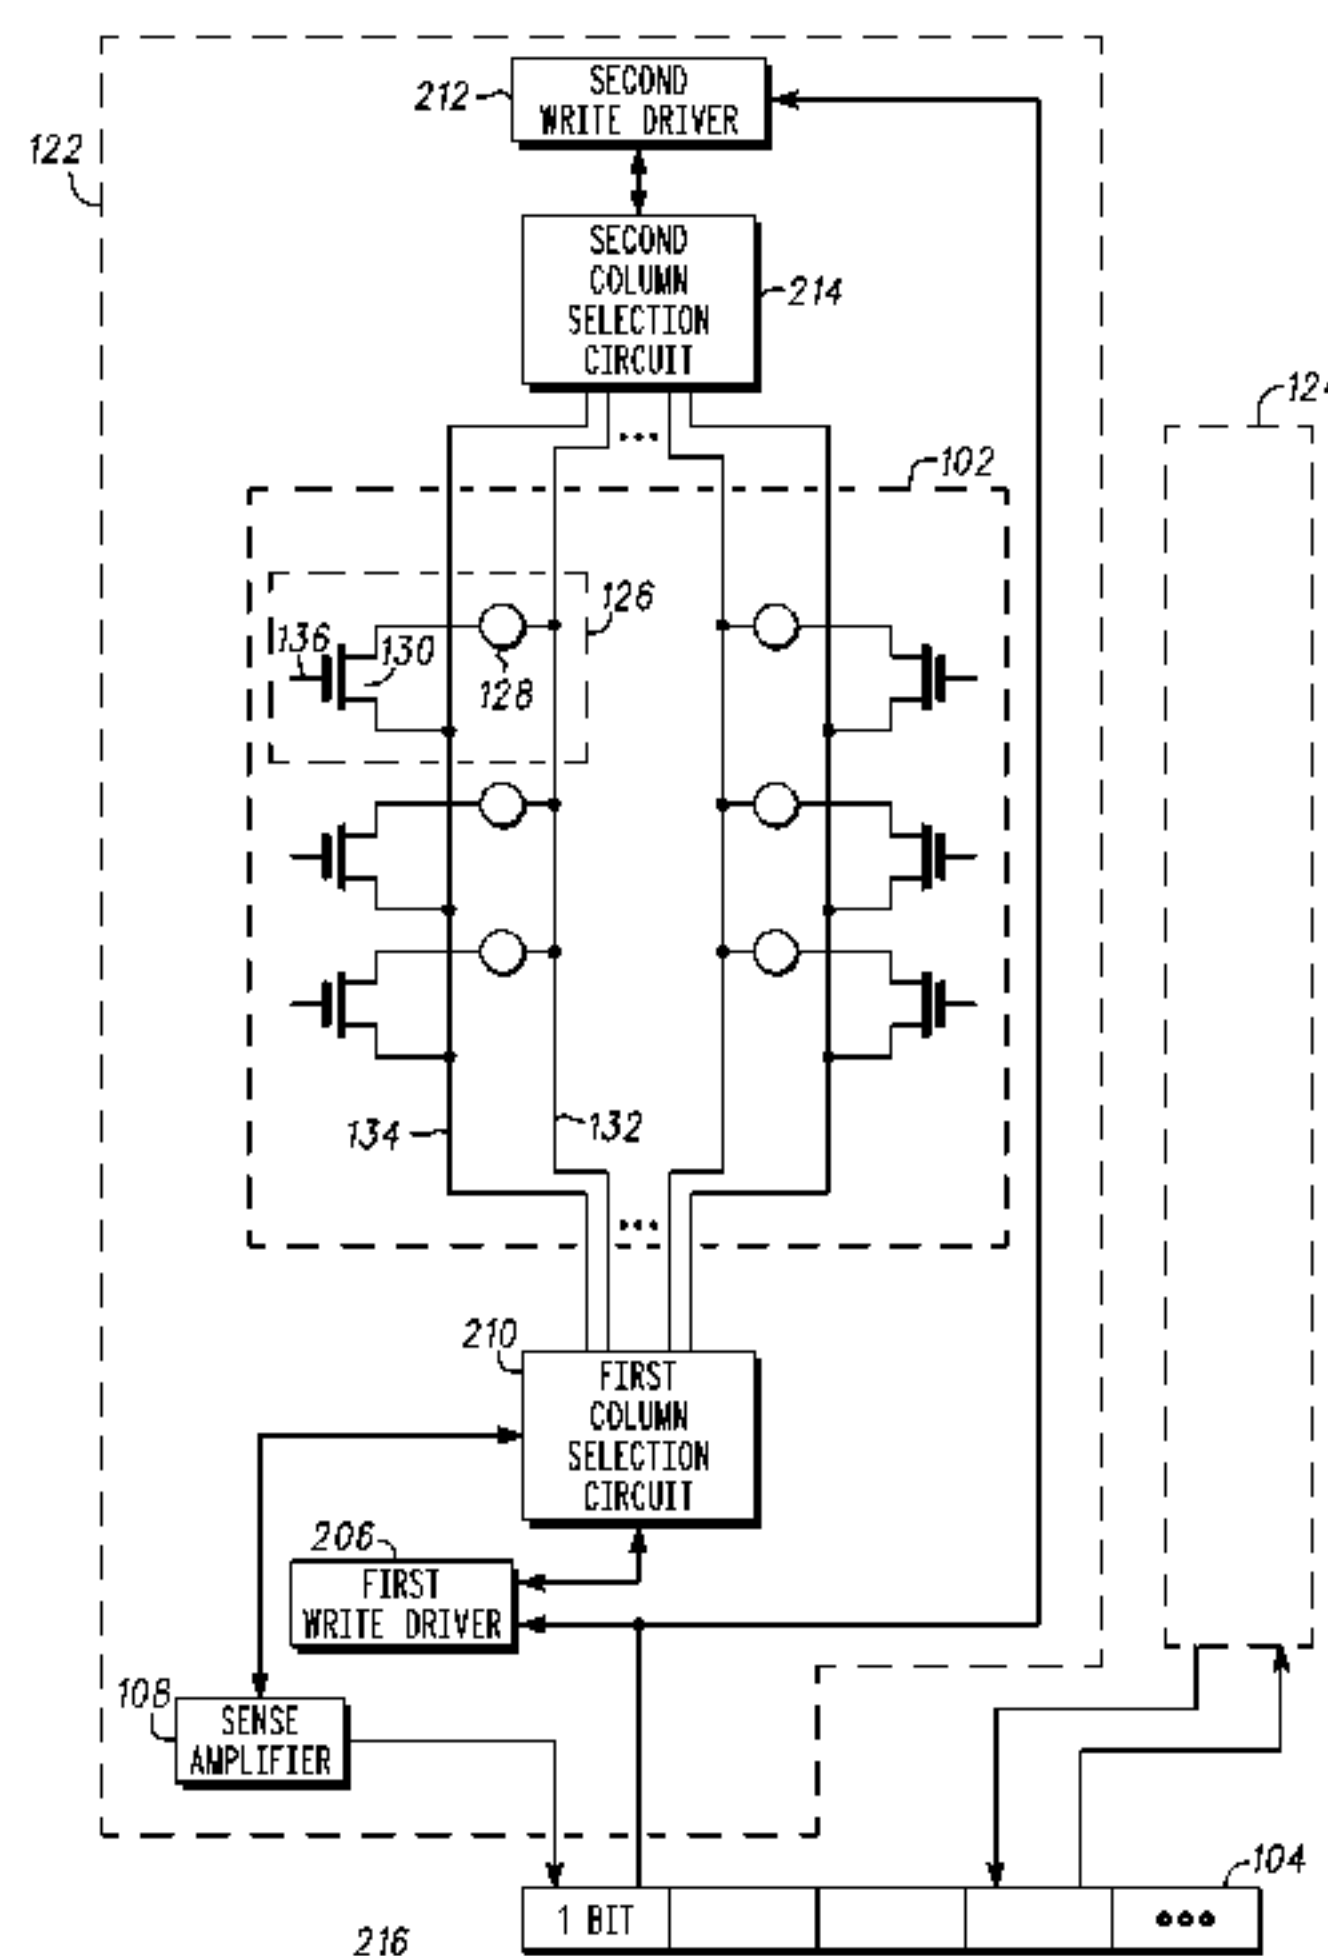 SECOND
WRITE DRIVER
212
122
SECOND
COLUMN
SELECTION
CIRCUIT
214
102
126
136
130
128
134
132
210
FIRST
COLUMN
SELECTION
CIRCUIT
206
FIRST
WRITE DRIVER
108
SENSE
AMPLIFIER
104
1 BIT
216